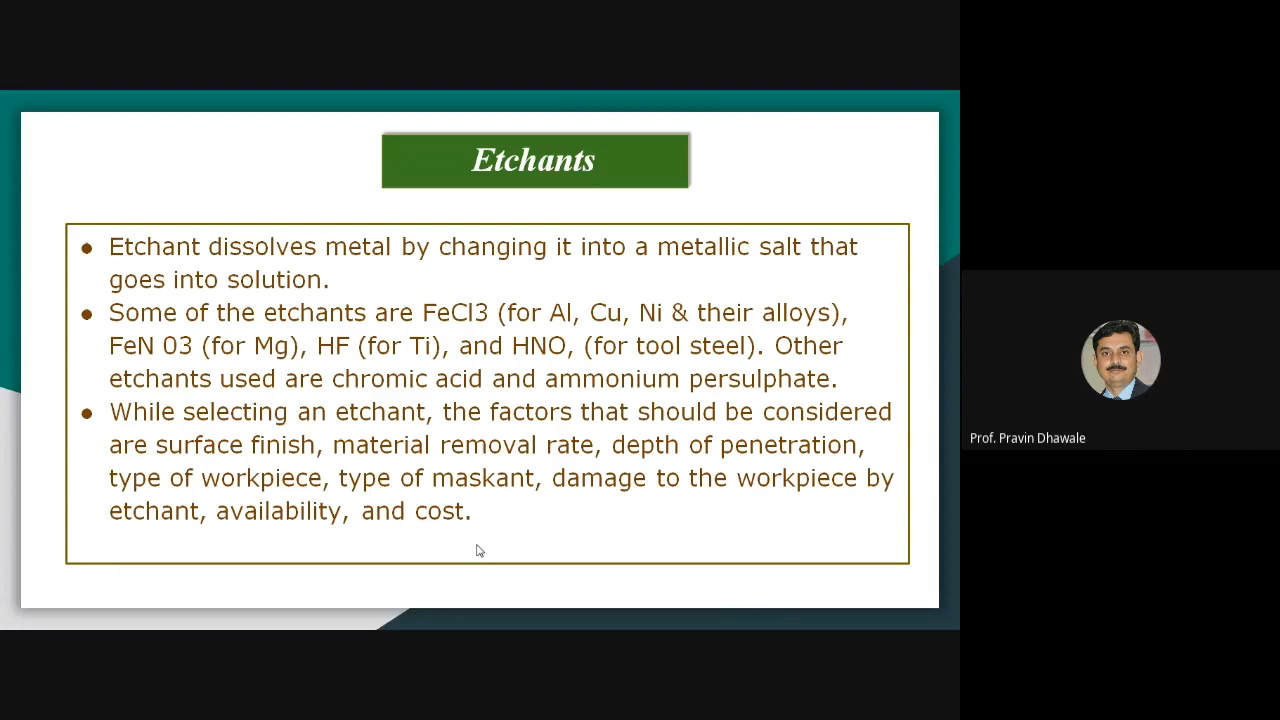 Etchants
● Etchant dissolves metal by changing it into a metallic salt that
goes into solution.
● Some of the etchants are FeCl3 (for Al, Cu, Ni & their alloys),
FeN 03 (for Mg), HF (for Ti), and HNO, (for tool steel). Other
etchants used are chromic acid and ammonium persulphate.
● While selecting an etchant, the factors that should be considered
are surface finish, material removal rate, depth of penetration,
type of workpiece, type of maskant, damage to the workpiece by
etchant, availability, and cost.
Prof. Pravin Dhawale